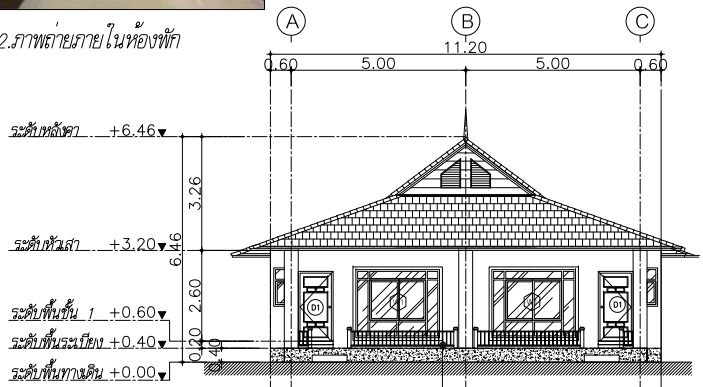 2.ภาพถ่ายภายในห้องพัก
A B C
11.20
0.60 5.00 5.00 0.60
ระดับหลังคา +6.46
3.26
6.46
ระดับหัวเสา +3.20
2.60
ระดับพื้นชั้น 1 +0.60
0.20
ระดับพื้นระเบียง +0.40
0.40
ระดับพื้นทางเดิน +0.00
D1 D1